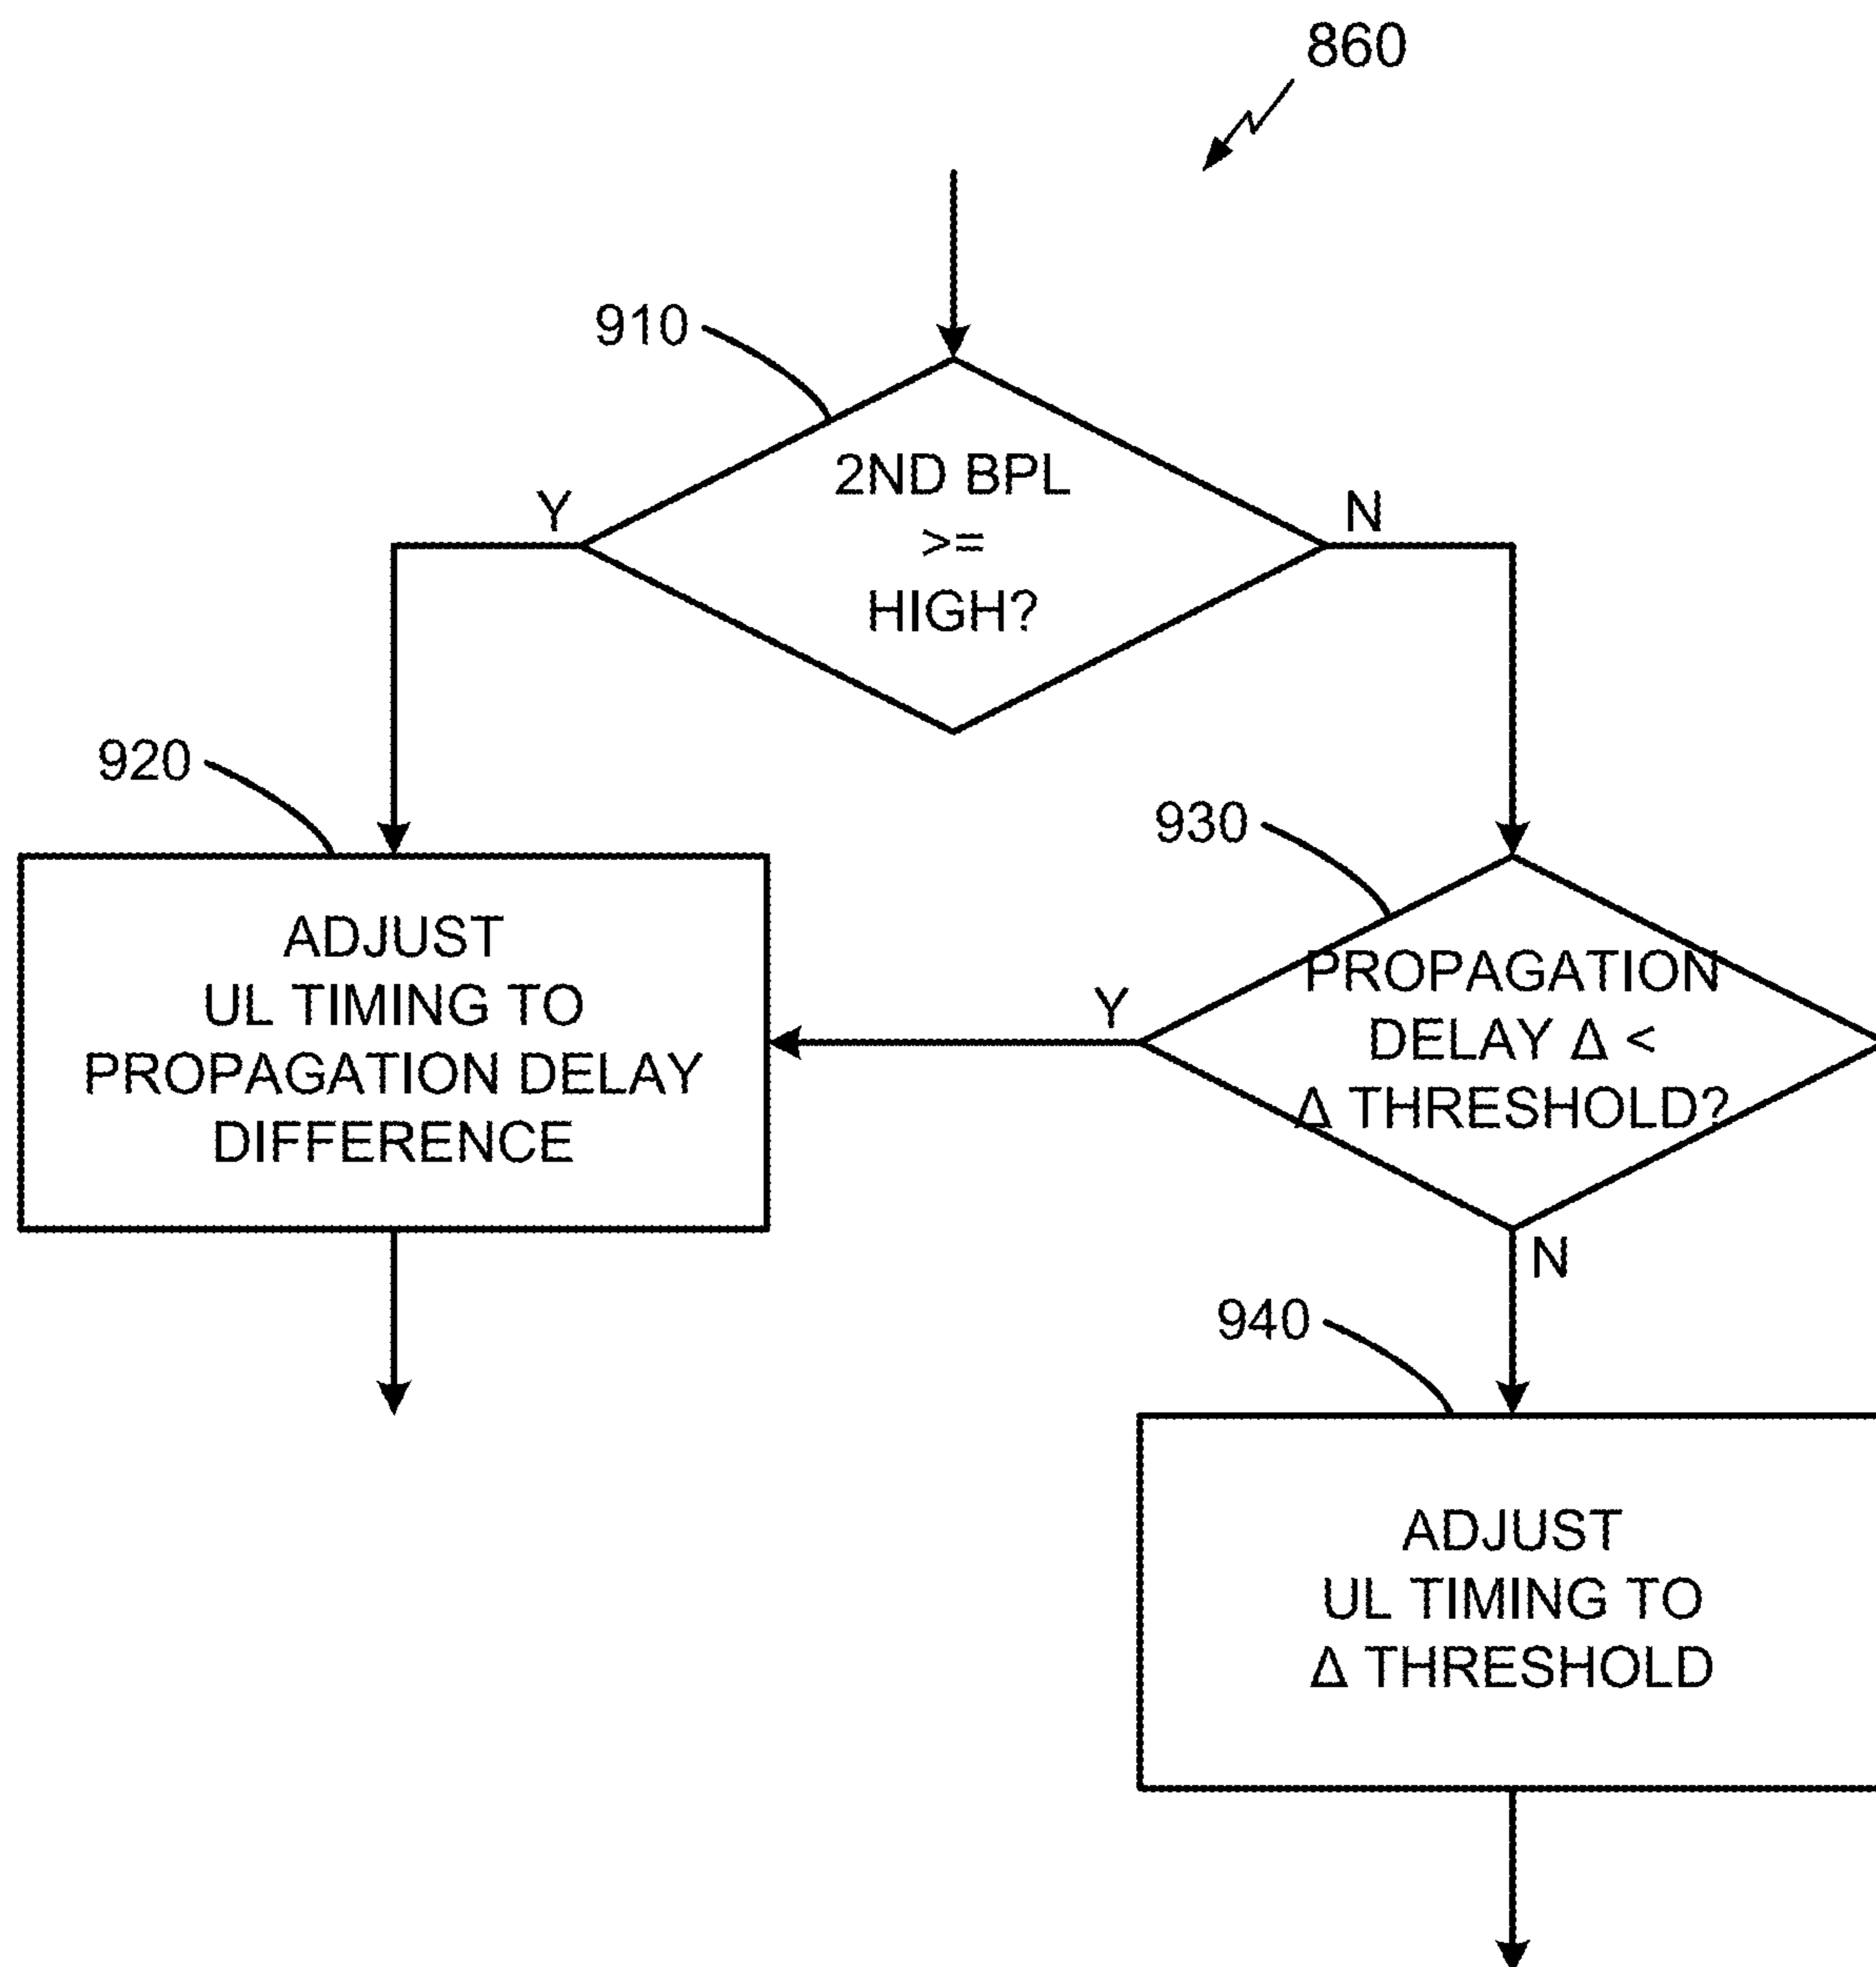 860
910
2ND BPL
>=
HIGH?
Y
N
920
930
ADJUST
UL TIMING TO
PROPAGATION DELAY
DIFFERENCE
PROPAGATION
DELAY Δ <
Δ THRESHOLD?
Y
N
940
ADJUST
UL TIMING TO
Δ THRESHOLD